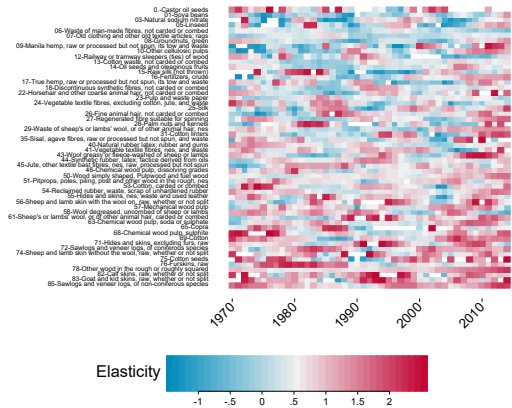 0.-Castor oil seeds
01-Soya beans
03-Natural sodium nitrate
05-Linseed
06-Waste of man-made fibres, not carded or combed
07-Old clothing and other old textile articles, rags
08-Groundnuts, green
09-Manila hemp, raw or processed but not spun, its tow and waste
10-Other cellulosic pulps
12-Railway or tramway sleepers (ties) of wood
13-Cotton waste, not carded or combed
14-Oil seeds and oleaginous fruits
15-Raw silk (not thrown)
16-Fertilizers, crude
17-True hemp, raw or processed but not spun, its tow and waste
18-Discontinuous synthetic fibres, not carded or combed
22-Horsehair and other coarse animal hair, not carded or combed
23-Pulp and waste paper
24-Vegetable textile fibres, excluding cotton, jute, and waste
25-Silk
26-Fine animal hair, not carded or combed
27-Regenerated fibre suitable for spinning
28-Palm nuts and kernels
29-Waste of sheep's or lambs' wool, or of other animal hair, nes
31-Cotton linters
35-Sisal, agave fibres, raw or processed but not spun, and waste
40-Natural rubber latex; rubber and gums
41-Vegetable textile fibres, nes, and waste
43-Wool greasy or fleece-washed of sheep or lambs
44-Synthetic rubber, latex; factice derived from oils
45-Jute, other textile bast fibres, nes, raw, processed but not spun
48-Chemical wood pulp, dissolving grades
50-Wood simply shaped, Pulpwood and fuel wood
51-Pitprops, poles, piling, post and other wood in the rough, nes
53-Cotton, carded or combed
54-Reclaimed rubber, waste, scrap of unhardened rubber
55-Hides and skins, nes; waste and used leather
56-Sheep and lamb skin with the wool on, raw, whether or not split
57-Mechanical wood pulp
58-Wool degreased, uncombed of sheep or lambs
61-Sheep's or lambs' wool, or of other animal hair, carded or combed
63-Chemical wood pulp, soda or sulphate
65-Copra
68-Chemical wood pulp, sulphite
69-Cotton
71-Hides and skins, excluding furs, raw
72-Sawlogs and veneer logs, of coniferous species
74-Sheep and lamb skin without the wool, raw, whether or not split
75-Cotton seeds
76-Furskins, raw
78-Other wood in the rough or roughly squared
82-Calf skins, raw, whether or not split
83-Goat and kid skins, raw, whether or not split
85-Sawlogs and veneer logs, of non-coniferous species
1970 1980 1990 2000 2010
Elasticity
-1 -.5 0 .5 1 1.5 2